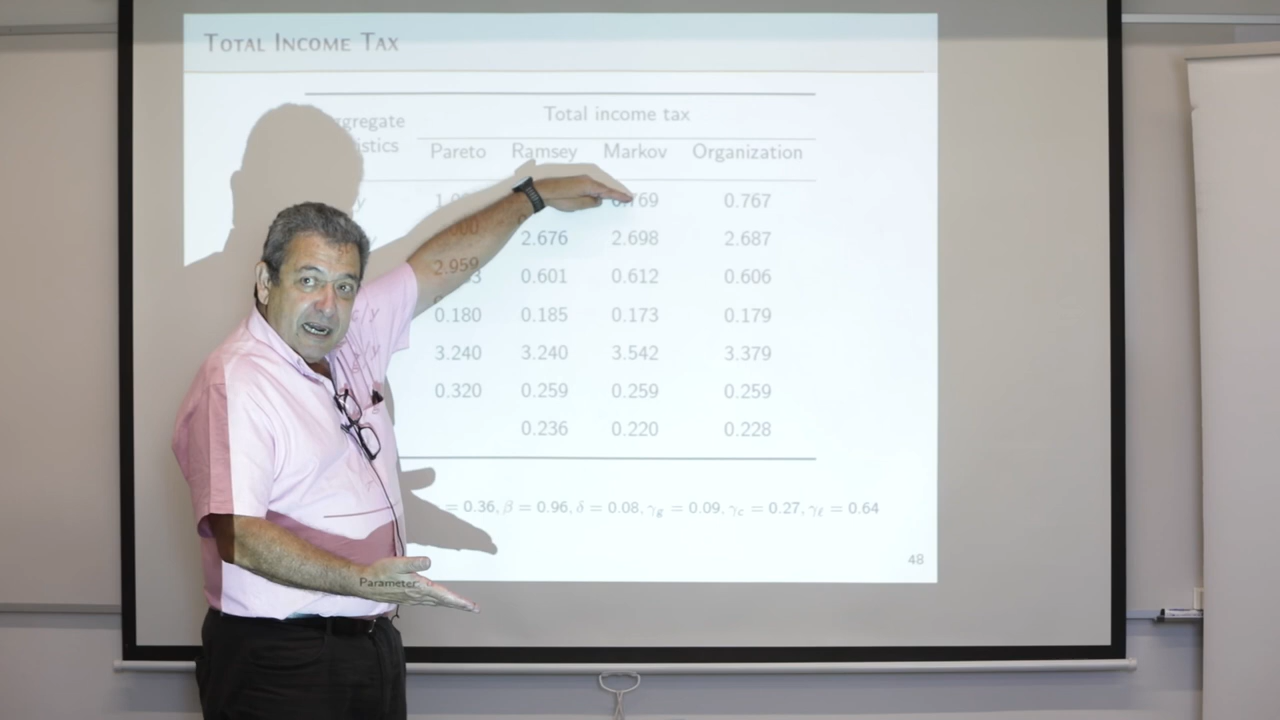 TOTAL INCOME TAX
Total income tax
Pareto Ramsey Markov Organization
0.767
2.676 2.698 2.687
0.601 0.612 0.606
0.180 0.185 0.173 0.179
3.240 3.240 3.542 3.379
0.320 0.259 0.259 0.259
0.236 0.220 0.228
= 0.36, β = 0.96, δ = 0.08, γg = 0.09, γc = 0.27, γℓ = 0.64
Parameter
48